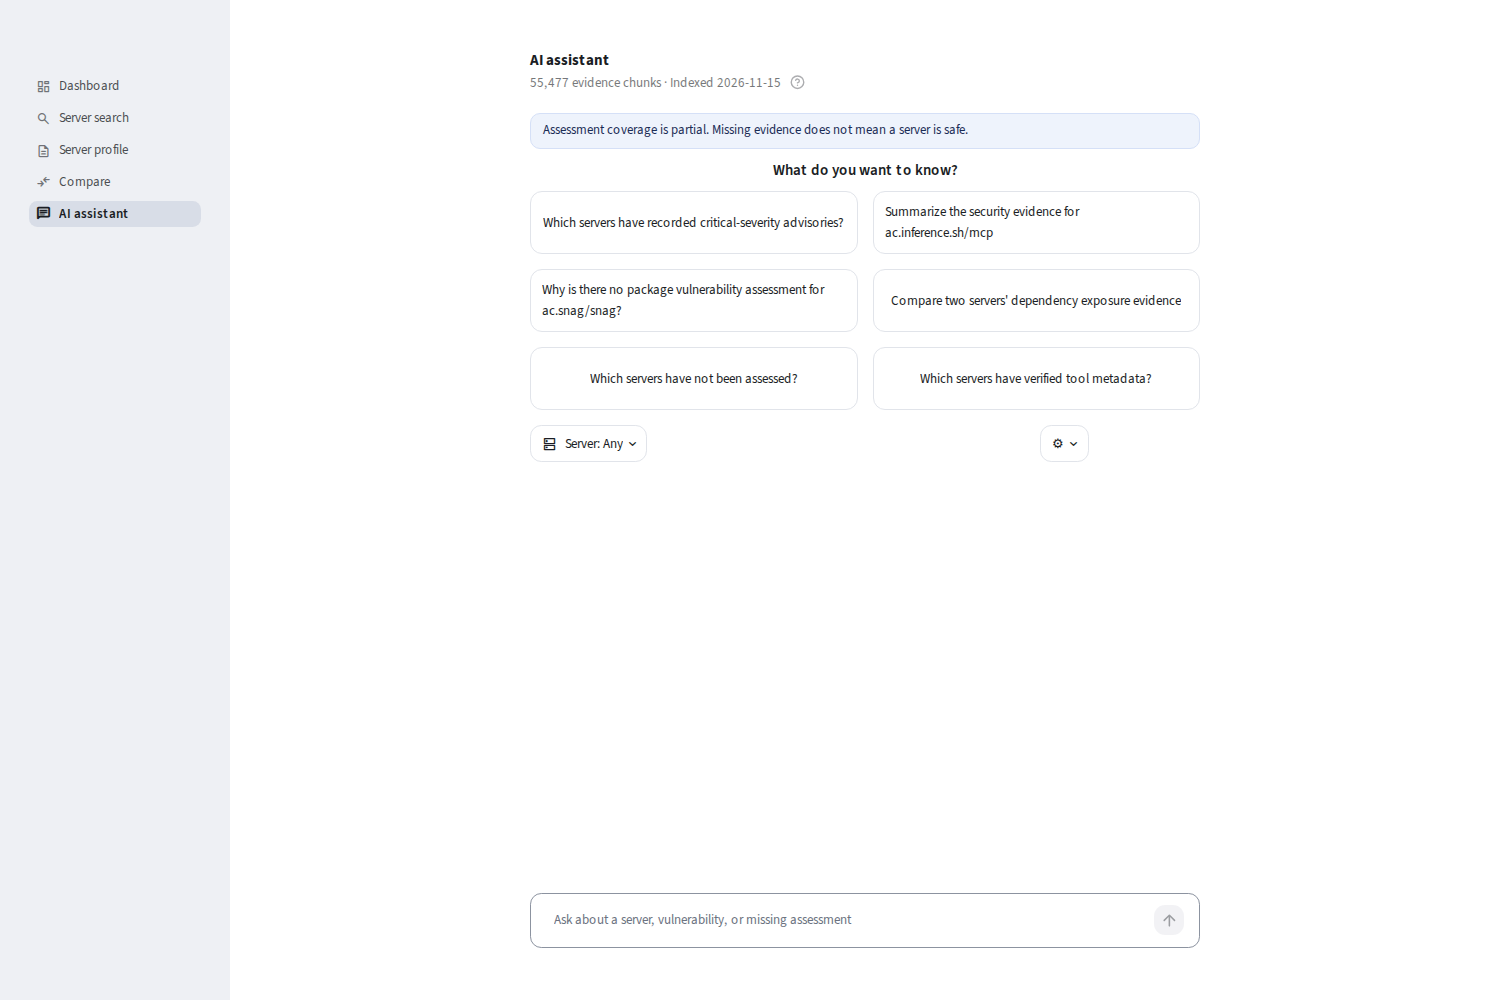 Dashboard
Server search
Server profile
Compare
AI assistant
AI assistant
55,477 evidence chunks · Indexed 2026-11-15
Assessment coverage is partial. Missing evidence does not mean a server is safe.
What do you want to know?
Which servers have recorded critical-severity advisories?
Summarize the security evidence for
ac.inference.sh/mcp
Why is there no package vulnerability assessment for
ac.snag/snag?
Compare two servers' dependency exposure evidence
Which servers have not been assessed?
Which servers have verified tool metadata?
Server: Any
Ask about a server, vulnerability, or missing assessment